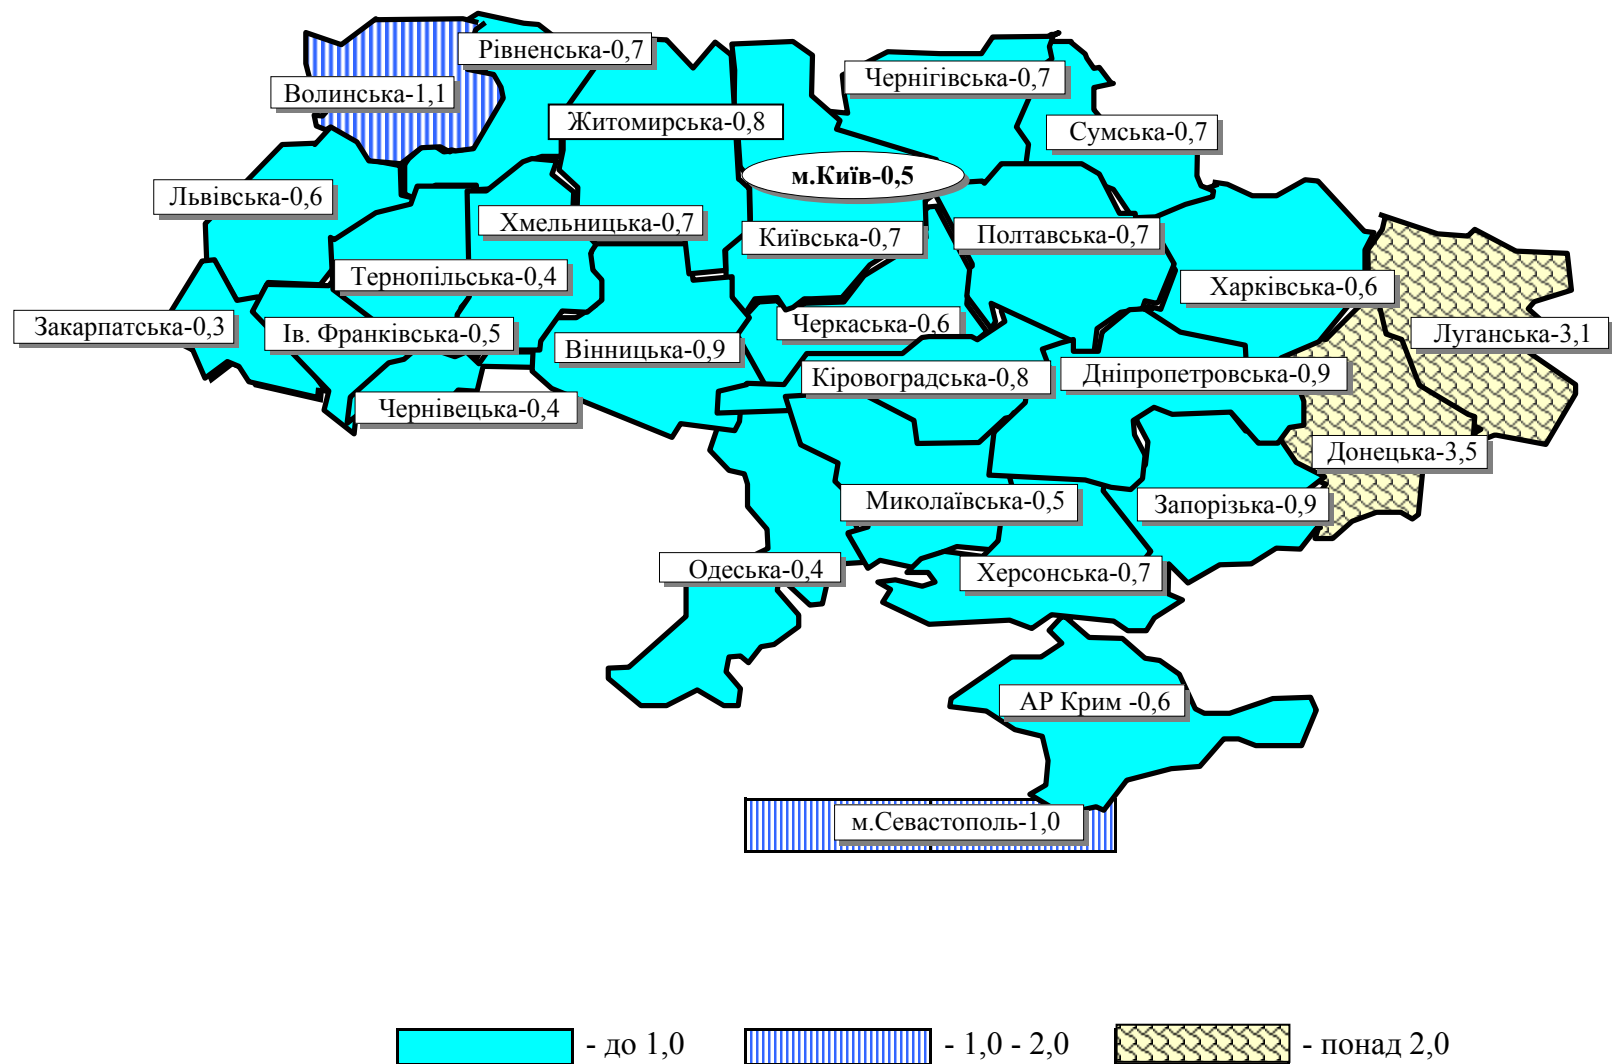 Рівненська-0,7
Чернігівська-0,7
Волинська-1,1
Житомирська-0,8
Сумська-0,7
м.Київ-0,5
Львівська-0,6
Хмельницька-0,7
Київська-0,7
Полтавська-0,7
Тернопільська-0,4
Харківська-0,6
Закарпатська-0,3
Ів. Франківська-0,5
Черкаська-0,6
Луганська-3,1
Вінницька-0,9
Кіровоградська-0,8
Дніпропетровська-0,9
Чернівецька-0,4
Донецька-3,5
Миколаївська-0,5
Запорізька-0,9
Одеська-0,4
Херсонська-0,7
АР Крим -0,6
м.Севастополь-1,0
- до 1,0
- 1,0 - 2,0
- понад 2,0